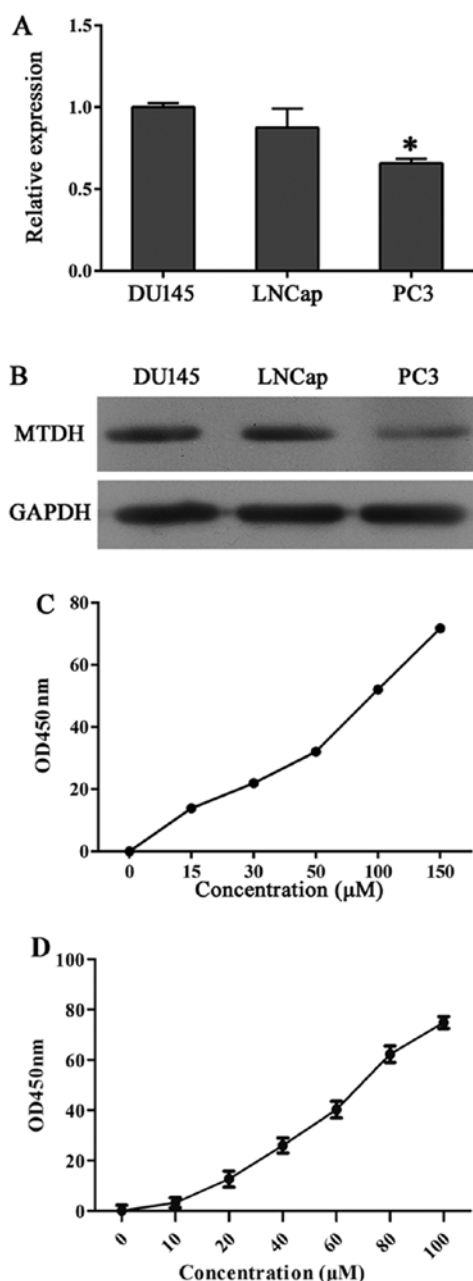 A
Relative expression
1.5
1.0
0.5
0.0
*
DU145 LNCap PC3
B
DU145 LNCap PC3
MTDH
GAPDH
C
OD450nm
80
60
40
20
0
0 15 30 50 100 150
Concentration (μM)
D
OD450nm
100
80
60
40
20
0
0 10 20 40 60 80 100
Concentration (μM)